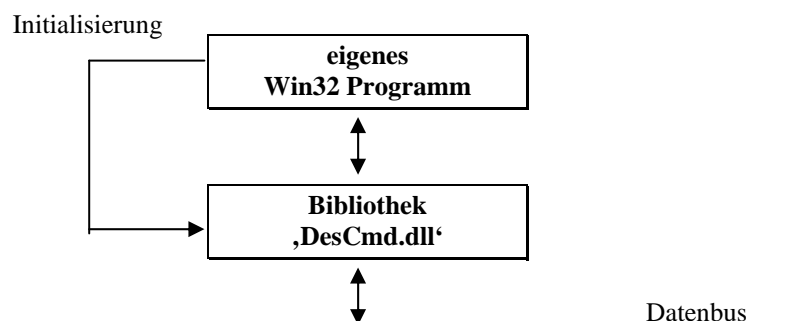 Initialisierung
eigenes
Win32 Programm
Bibliothek
‚DesCmd.dll‘
Datenbus